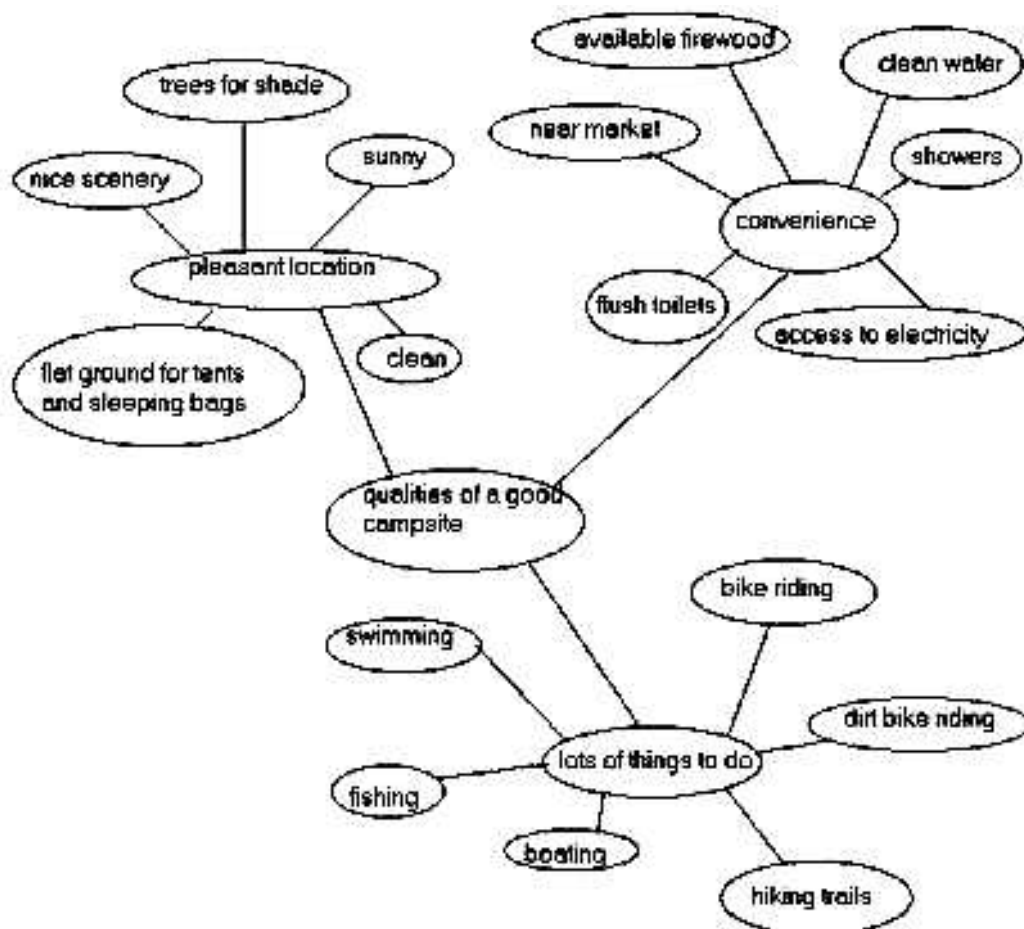 available firewood
clean water
trees for shade
near market
sunny
showers
nice scenery
convenience
pleasant location
flush toilets
access to electricity
clean
flat ground for tents
and sleeping bags
qualities of a good
campsite
bike riding
swimming
dirt bike riding
lots of things to do
fishing
boating
hiking trails